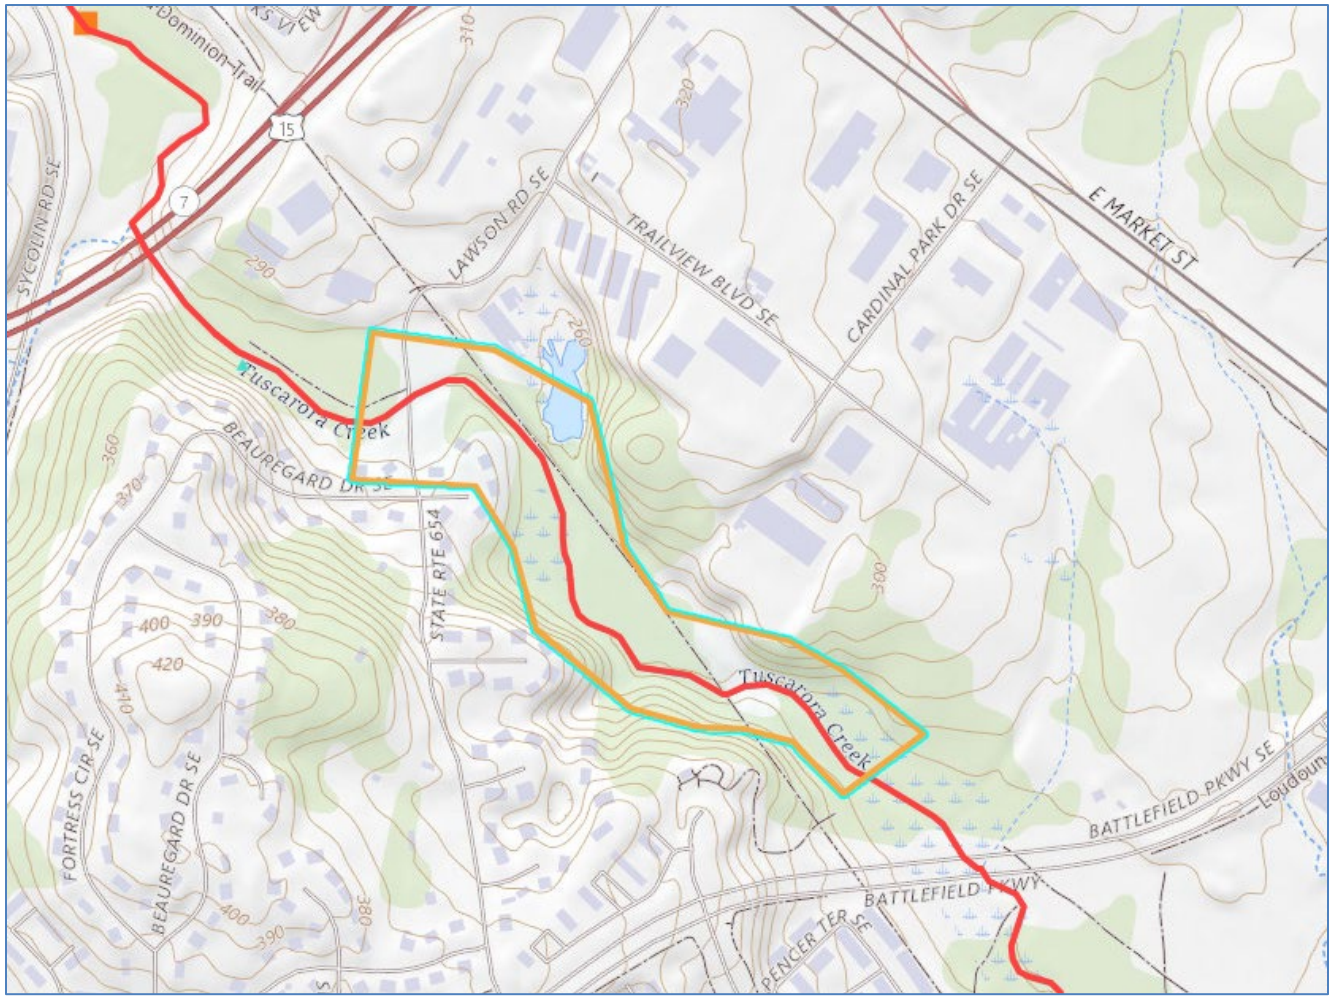 KS VIEW
Dominion Trail
310
15
320
7
SYCOLIN RD SE
LAWSON RD SE
TRAILVIEW BLVD SE
CARDINAL PARK DR SE
E MARKET ST
290
260
Tuscarora Creek
BEAUREGARD DR SE
360
370
STATE RTE 654
300
400
390
380
420
410
Tuscarora Creek
FORTRESS CIR SE
BEAUREGARD DR SE
BATTLEFIELD PKWY SE
Loudoun
BATTLEFIELD PKWY
SPENCER TER SE
400
390
380